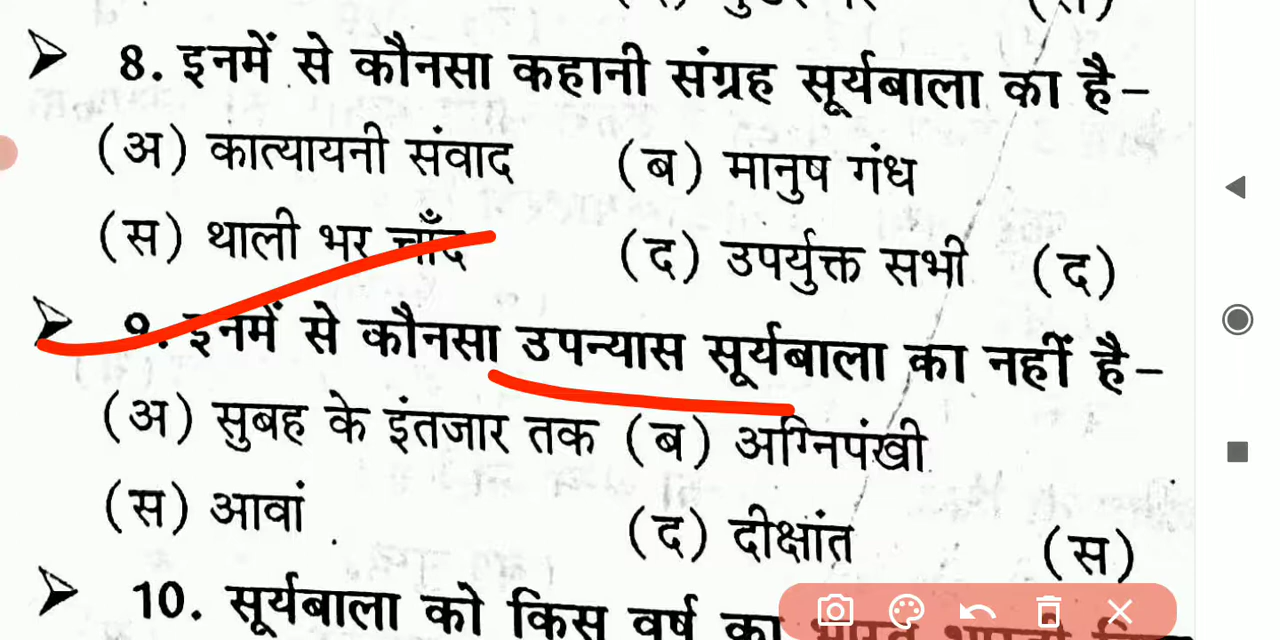 8. इनमें से कौनसा कहानी संग्रह सूर्यबाला का है–
(अ) कात्यायनी संवाद (ब) मानुष गंध
(स) थाली भर चाँद (द) उपर्युक्त सभी (द)
9. इनमें से कौनसा उपन्यास सूर्यबाला का नहीं है–
(अ) सुबह के इंतजार तक (ब) अग्निपंखी
(स) आवां (द) दीक्षांत (स)
10. सूर्यबाला को किस वर्ष का